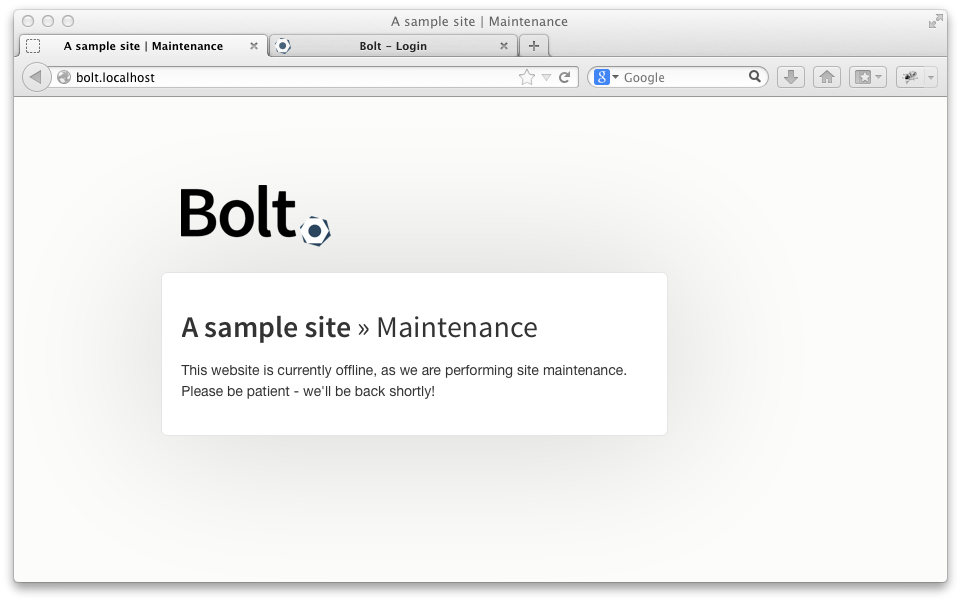 A sample site | Maintenance
A sample site | Maintenance
Bolt – Login
bolt.localhost
8
Google
Bolt
A sample site » Maintenance
This website is currently offline, as we are performing site maintenance.
Please be patient - we'll be back shortly!